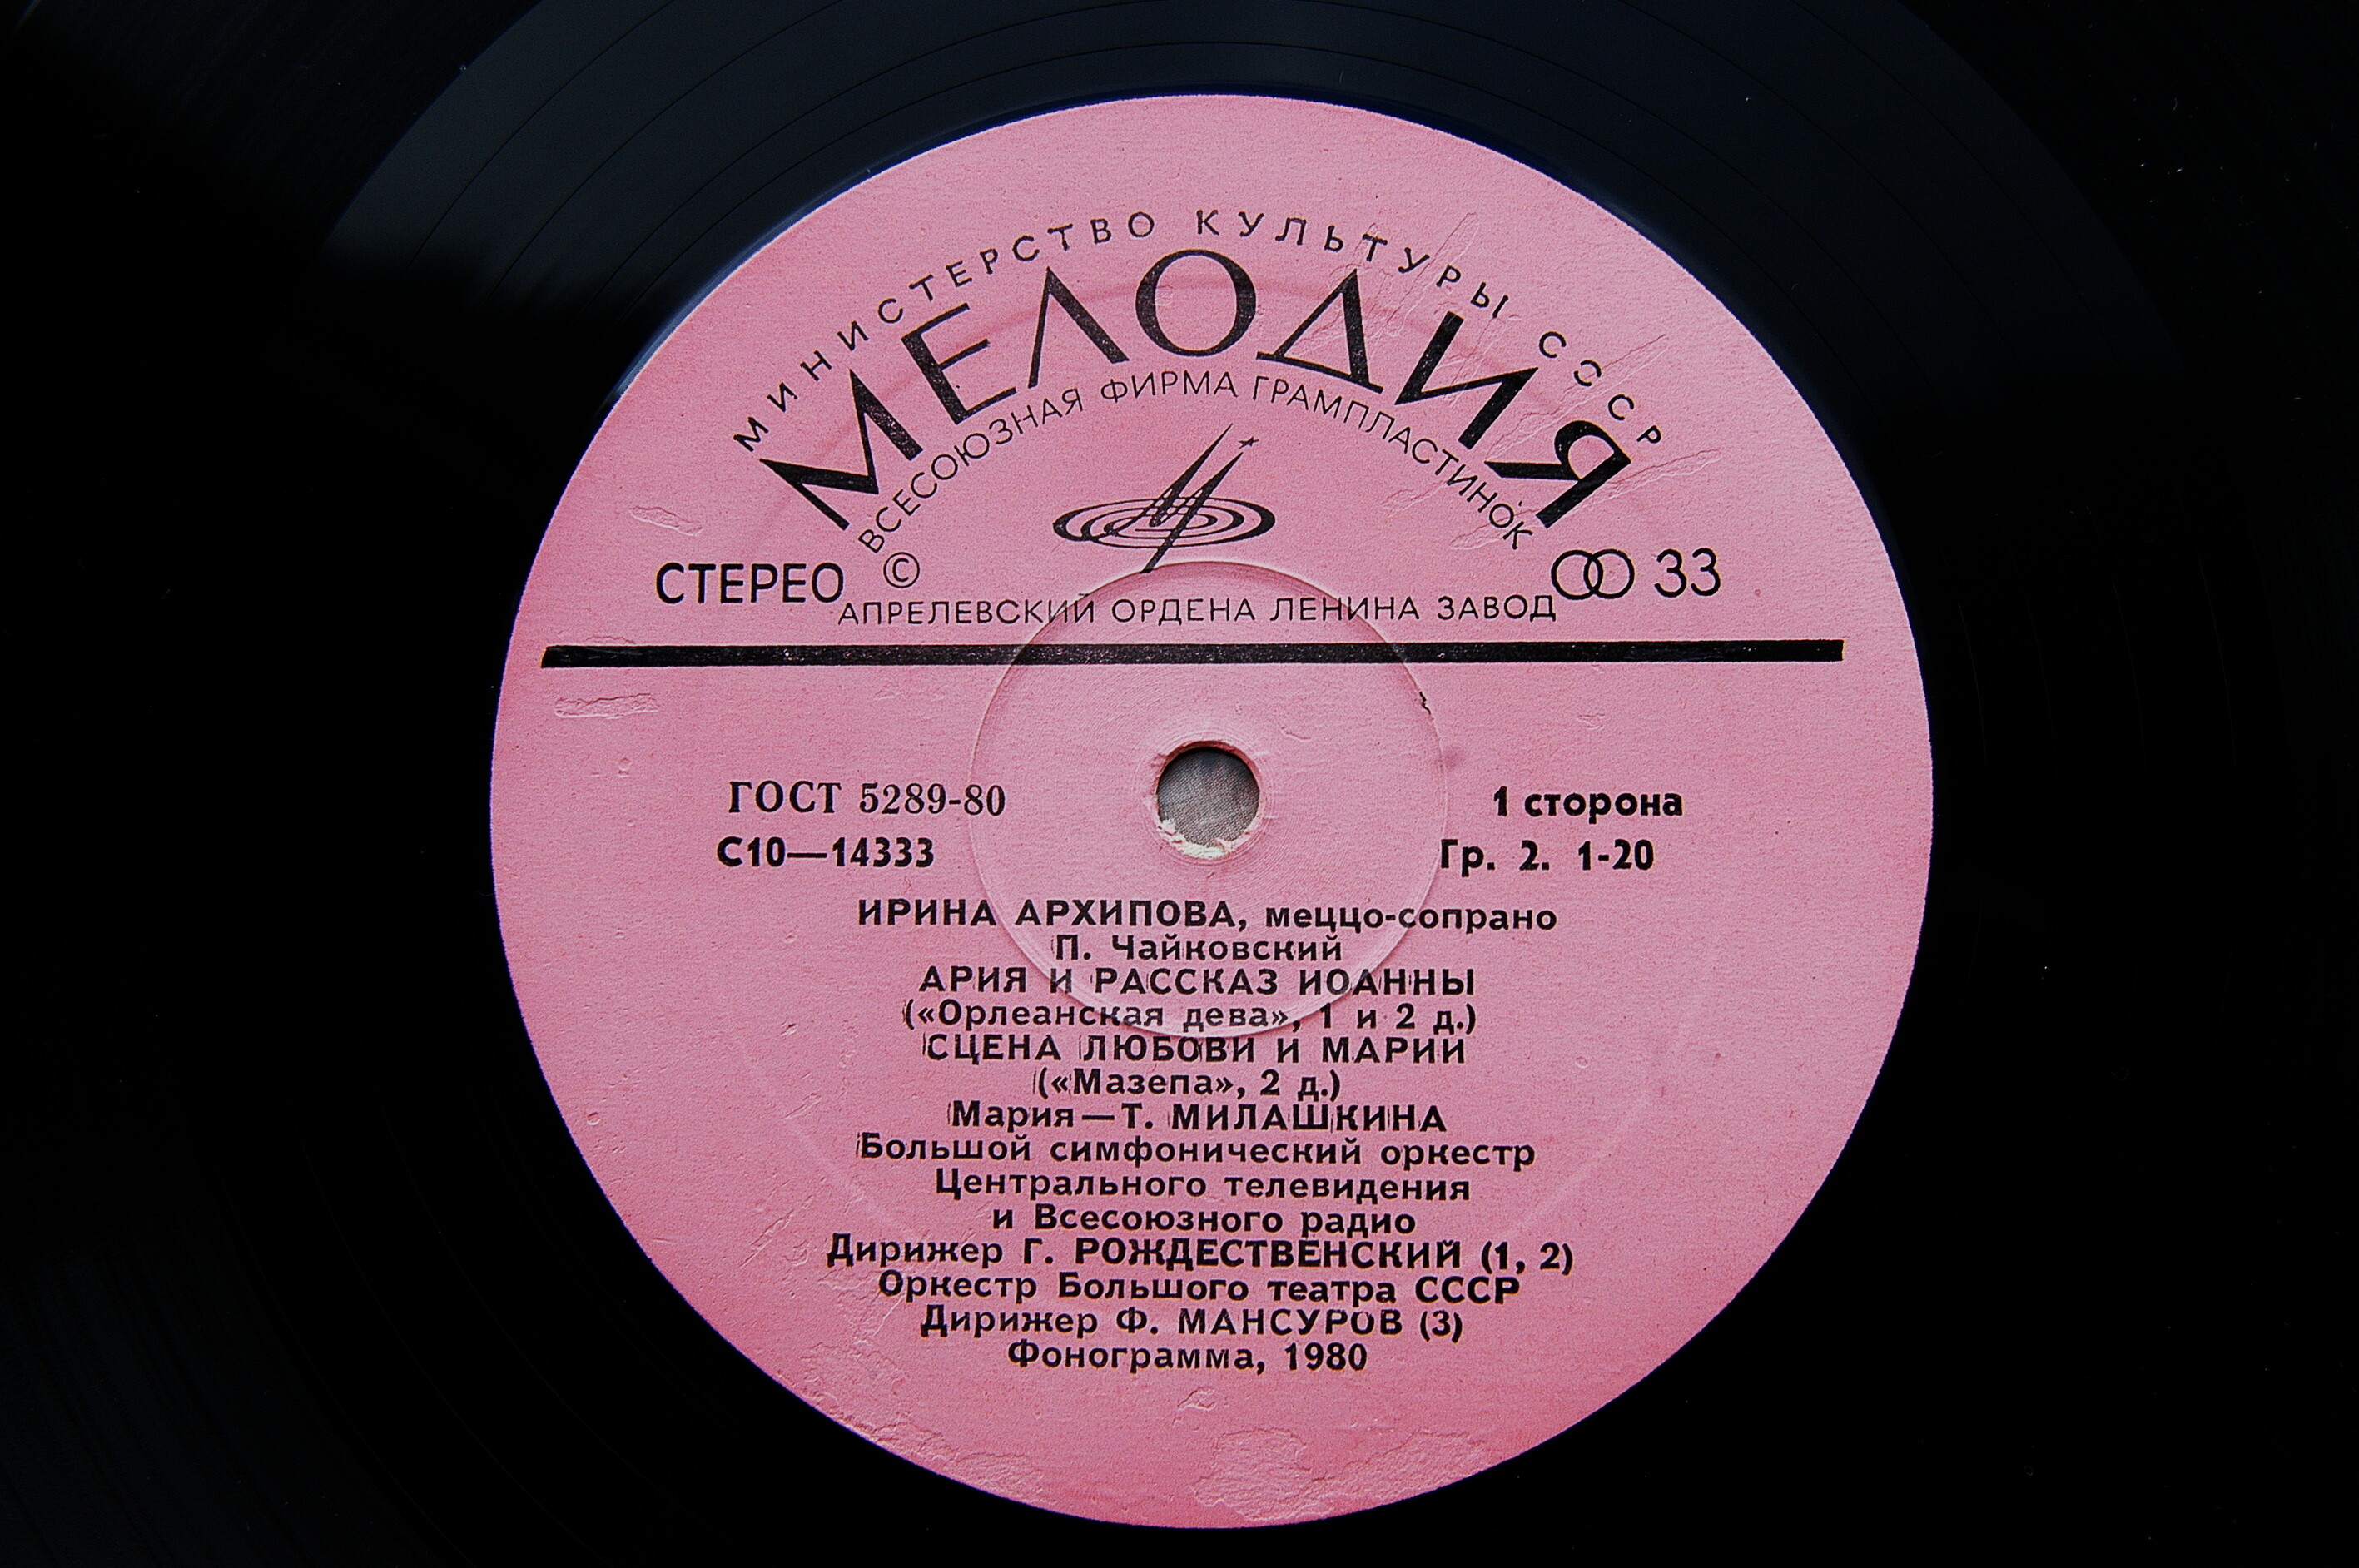 МИНИСТЕРСТВО КУЛЬТУРЫ СССР
МЕЛОДИЯ
ВСЕСОЮЗНАЯ ФИРМА ГРАМПЛАСТИНОК
СТЕРЕО © 33
АПРЕЛЕВСКИЙ ОРДЕНА ЛЕНИНА ЗАВОД
ГОСТ 5289-80 1 сторона
С10—14333 Гр. 2. 1-20
ИРИНА АРХИПОВА, меццо-сопрано
П. Чайковский
АРИЯ И РАССКАЗ ИОАННЫ
(«Орлеанская дева», 1 и 2 д.)
СЦЕНА ЛЮБОВИ И МАРИИ
(«Мазепа», 2 д.)
Мария—Т. МИЛАШКИНА
Большой симфонический оркестр
Центрального телевидения
и Всесоюзного радио
Дирижер Г. РОЖДЕСТВЕНСКИЙ (1, 2)
Оркестр Большого театра СССР
Дирижер Ф. МАНСУРОВ (3)
Фонограмма, 1980